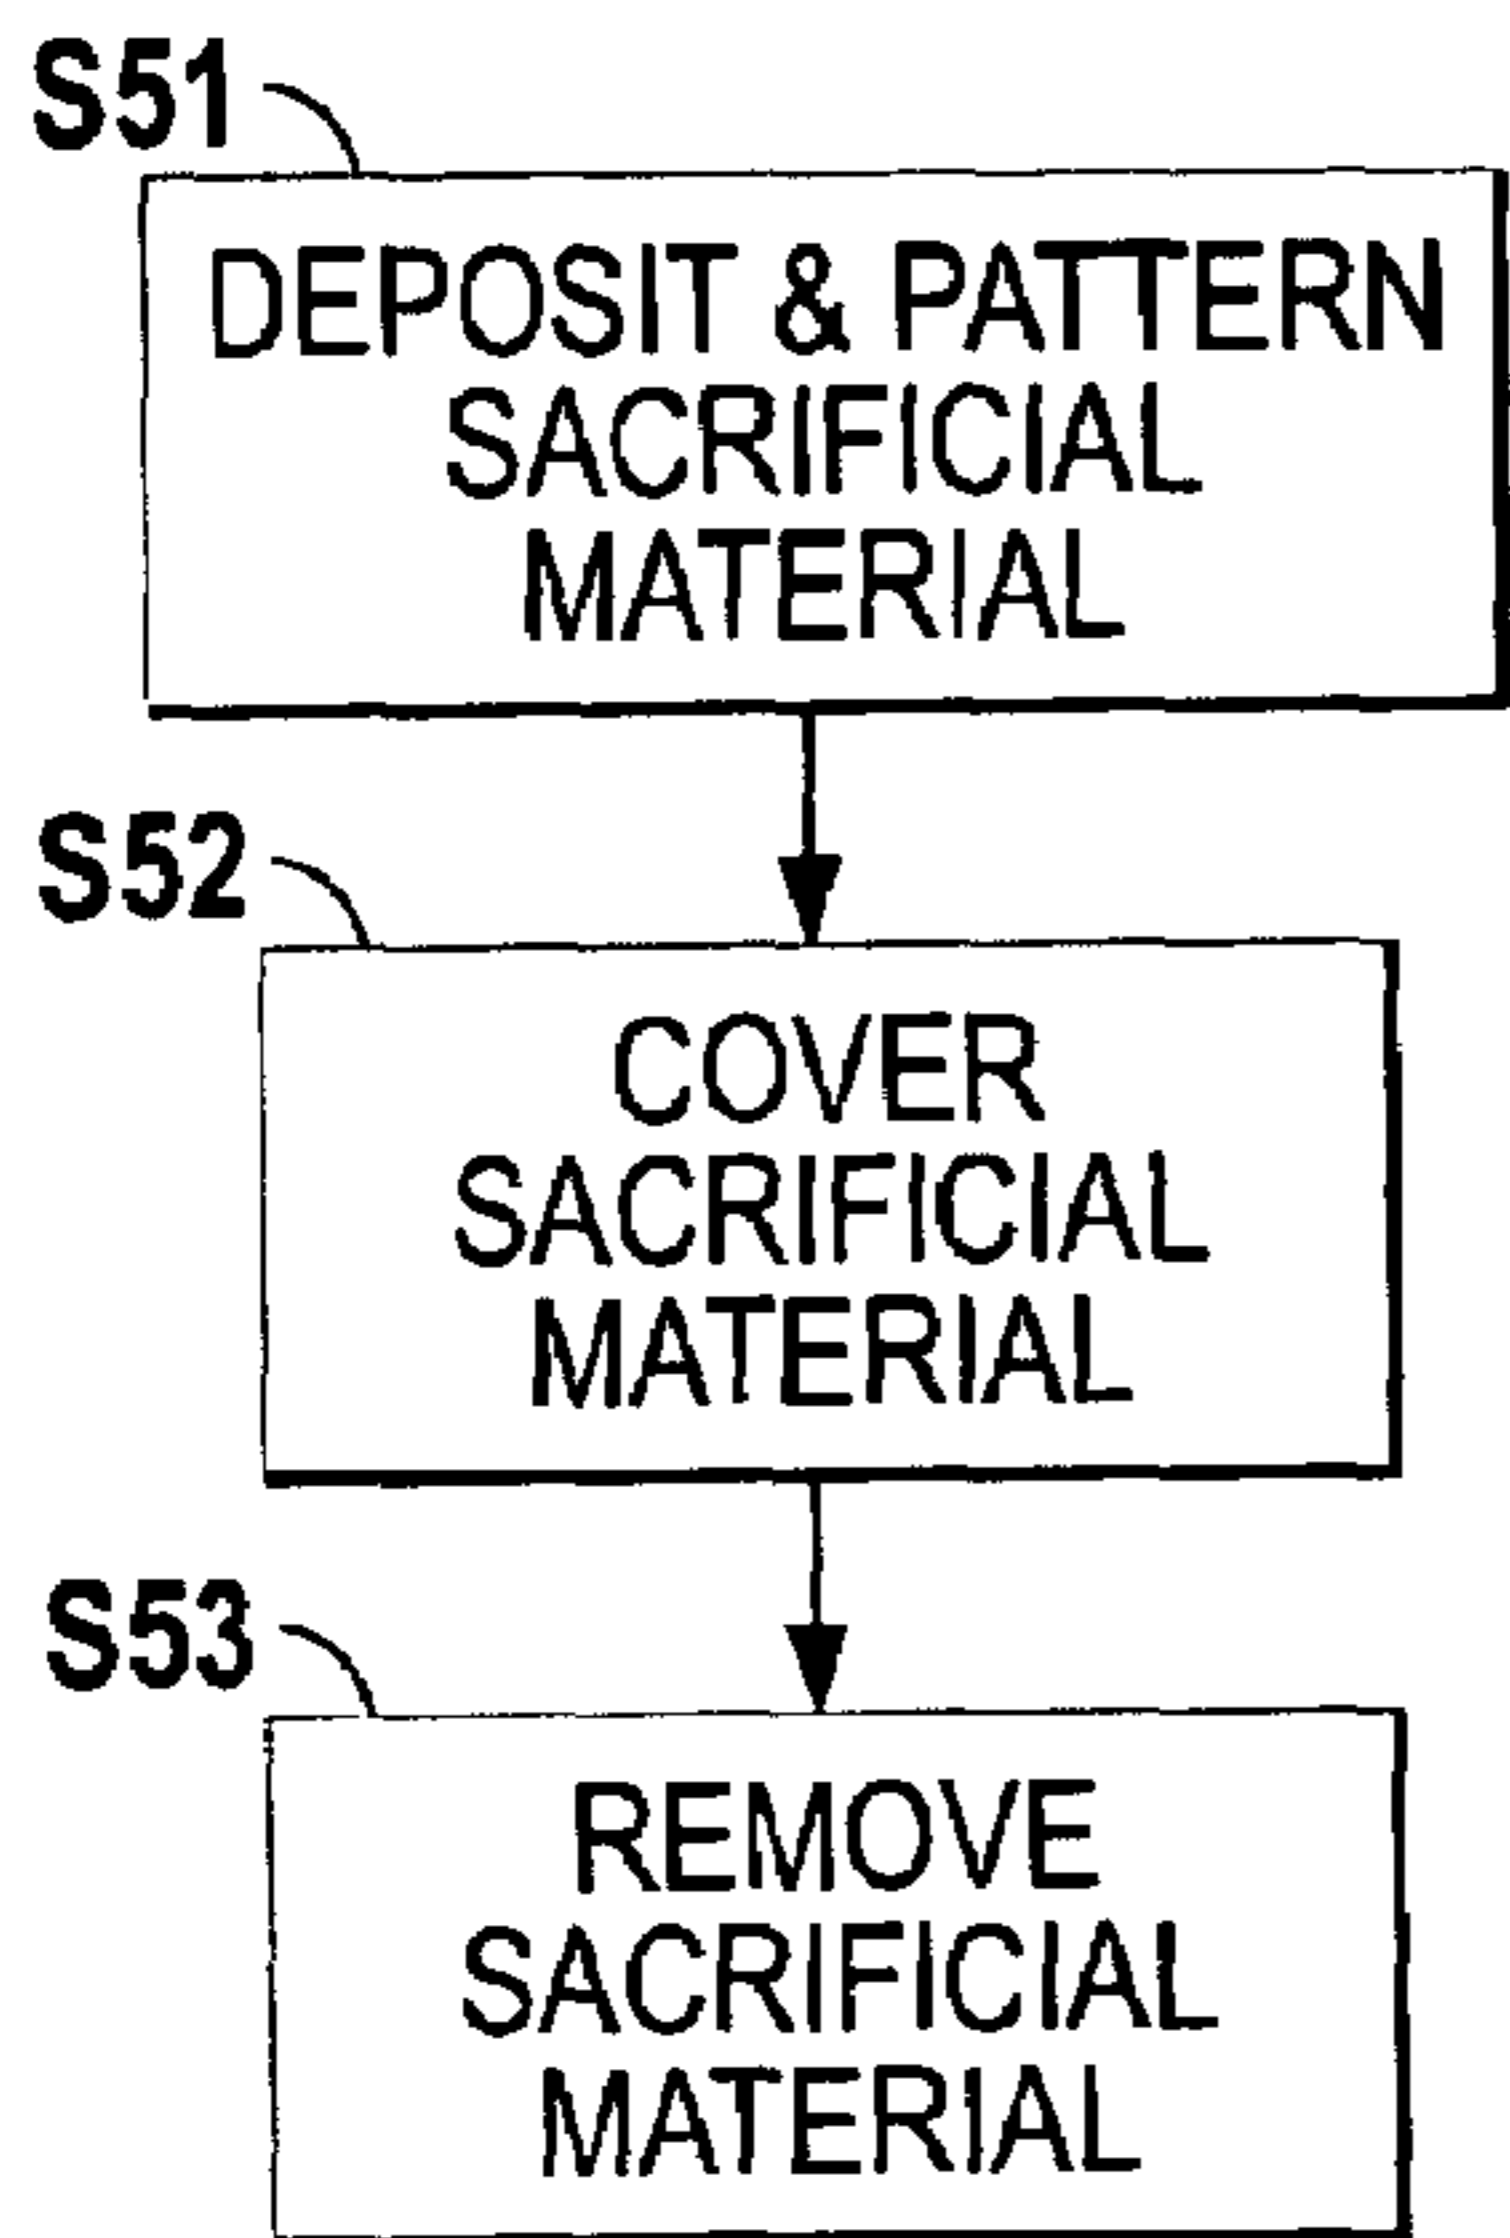 S51
DEPOSIT & PATTERN
SACRIFICIAL
MATERIAL
S52
COVER
SACRIFICIAL
MATERIAL
S53
REMOVE
SACRIFICIAL
MATERIAL